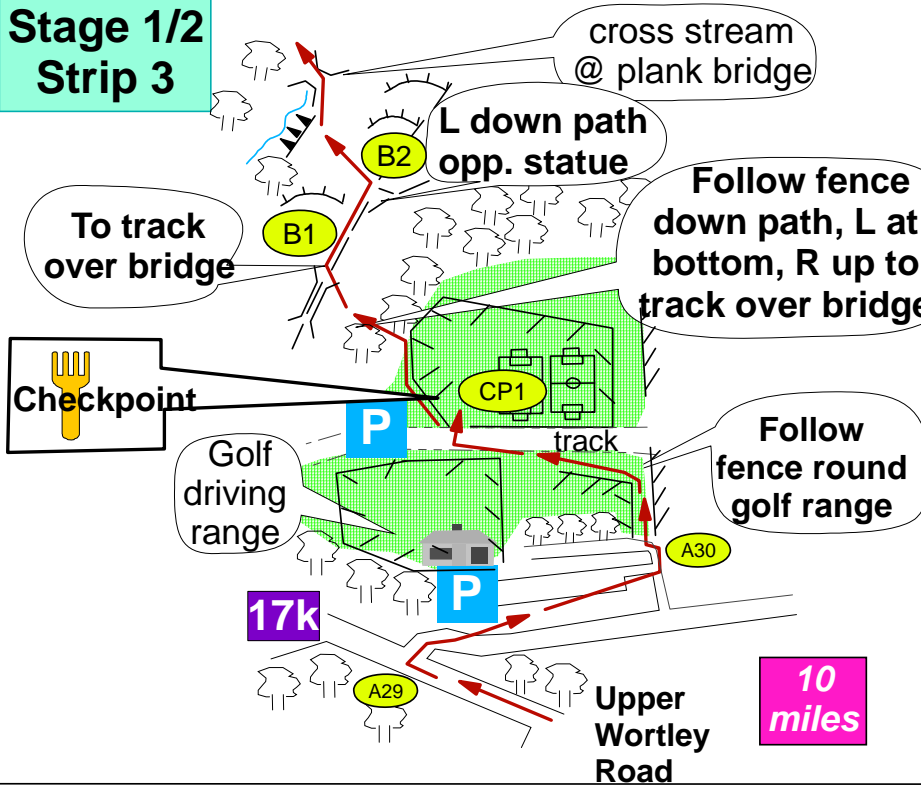 Stage 1/2
Strip 3
cross stream
@ plank bridge
L down path
opp. statue
B2
B1
To track
over bridge
Follow fence
down path, L at
bottom, R up to
track over bridge
Checkpoint
CP1
P
track
Golf
driving
range
Follow
fence round
golf range
A30
P
17k
A29
Upper
Wortley
Road
10
miles